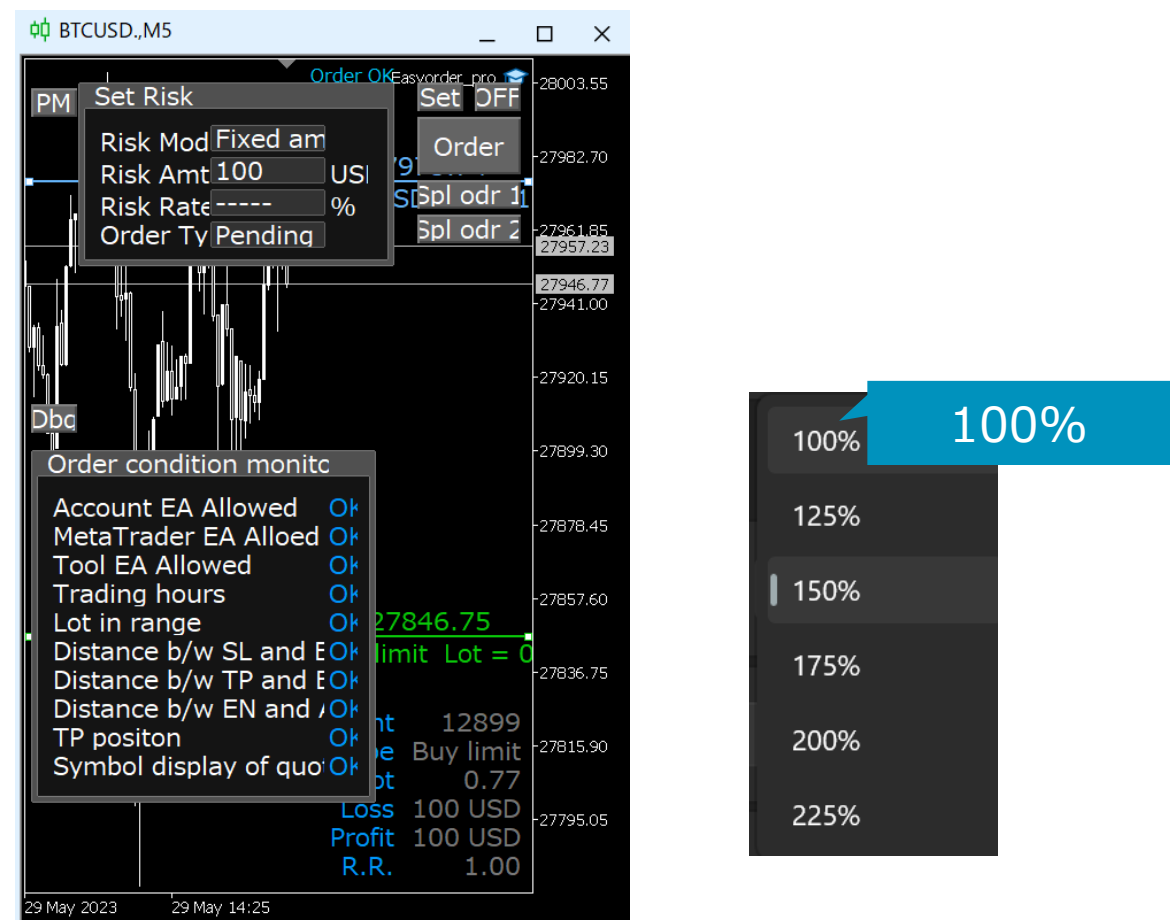 BTCUSD.,M5
Order OK
Easyorder_pro
28003.55
PM
Set Risk
Set
OFF
Risk Mod
Fixed am
Order
Risk Amt
100
US
27982.70
Risk Rate
-----
%
Spl odr 1
Order Ty
Pending
Spl odr 2
27961.85
27957.23
27946.77
27941.00
27920.15
Dbg
27899.30
Order condition monito
Account EA Allowed OK
27878.45
MetaTrader EA Alloed OK
Tool EA Allowed OK
Trading hours OK
27857.60
Lot in range OK
27846.75
Distance b/w SL and E OK
limit Lot = 0
27836.75
Distance b/w TP and E OK
Distance b/w EN and A OK
nt 12899
TP positon OK
pe Buy limit
27815.90
Symbol display of quo OK
ot 0.77
Loss 100 USD
27795.05
Profit 100 USD
R.R. 1.00
29 May 2023
29 May 14:25
100%
100%
125%
150%
175%
200%
225%